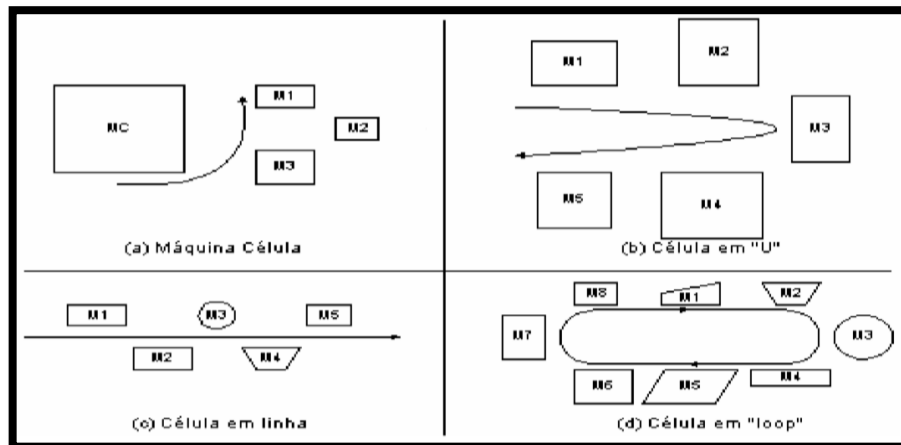 MC
M1
M2
M3
(a) Máquina Célula
M1
M2
M3
M4
M5
(b) Célula em "U"
M1
M3
M5
M2
M4
(c) Célula em linha
M8
M1
M2
M7
M3
M6
M5
M4
(d) Célula em "loop"